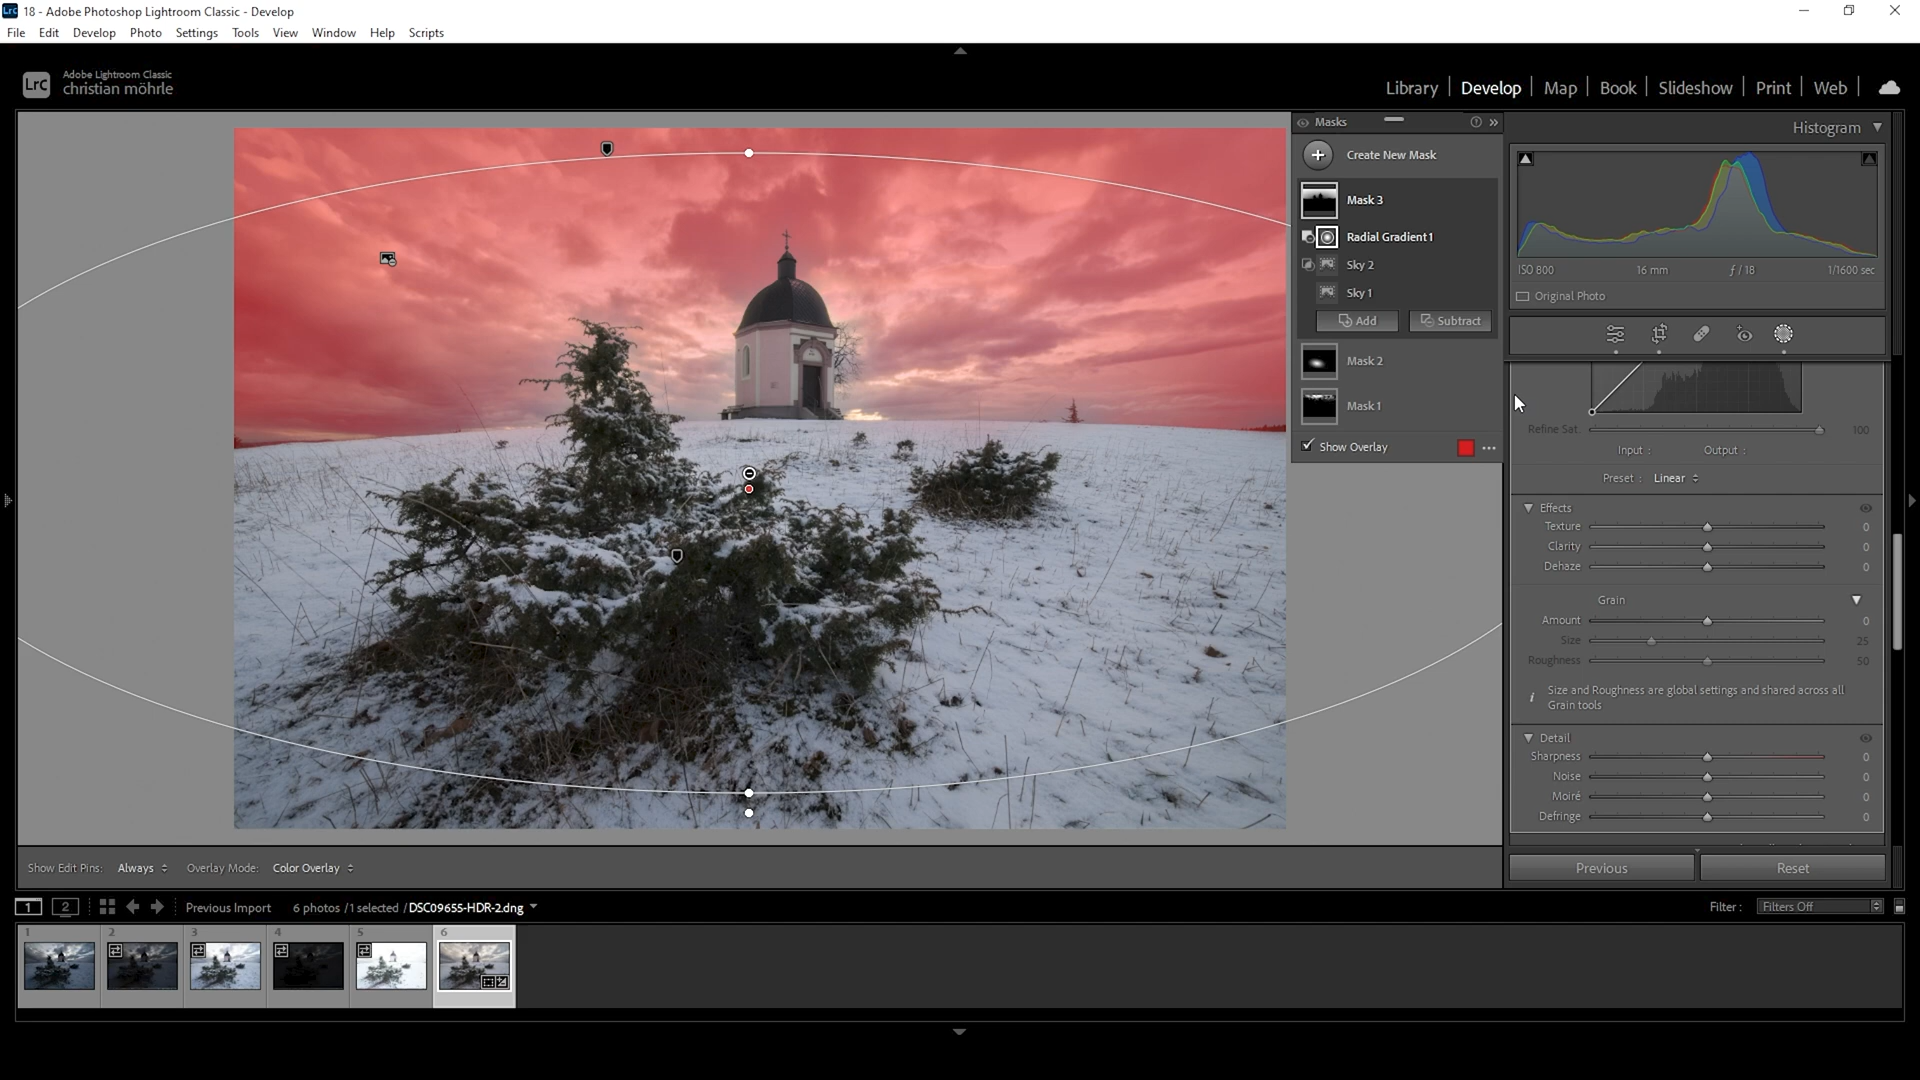 Lrc 18 - Adobe Photoshop Lightroom Classic - Develop
File Edit Develop Photo Settings Tools View Window Help Scripts
LrC Adobe Lightroom Classic
christian möhrle
Library Develop Map Book Slideshow Print Web
Masks
Histogram
Create New Mask
Mask 3
Radial Gradient 1
Sky 2
Sky 1
Add Subtract
Mask 2
Mask 1
Show Overlay
ISO 800 16 mm ƒ / 18 1/1600 sec
Original Photo
Refine Sat. 100
Input : Output :
Preset : Linear
Effects
Texture 0
Clarity 0
Dehaze 0
Grain
Amount 0
Size 25
Roughness 50
i Size and Roughness are global settings and shared across all
Grain tools
Detail
Sharpness 0
Noise 0
Moiré 0
Defringe 0
Show Edit Pins: Always Overlay Mode: Color Overlay
Previous Reset
1 2 Previous Import 6 photos / 1 selected / DSC09655-HDR-2.dng
Filter : Filters Off
1 2 3 4 5 6